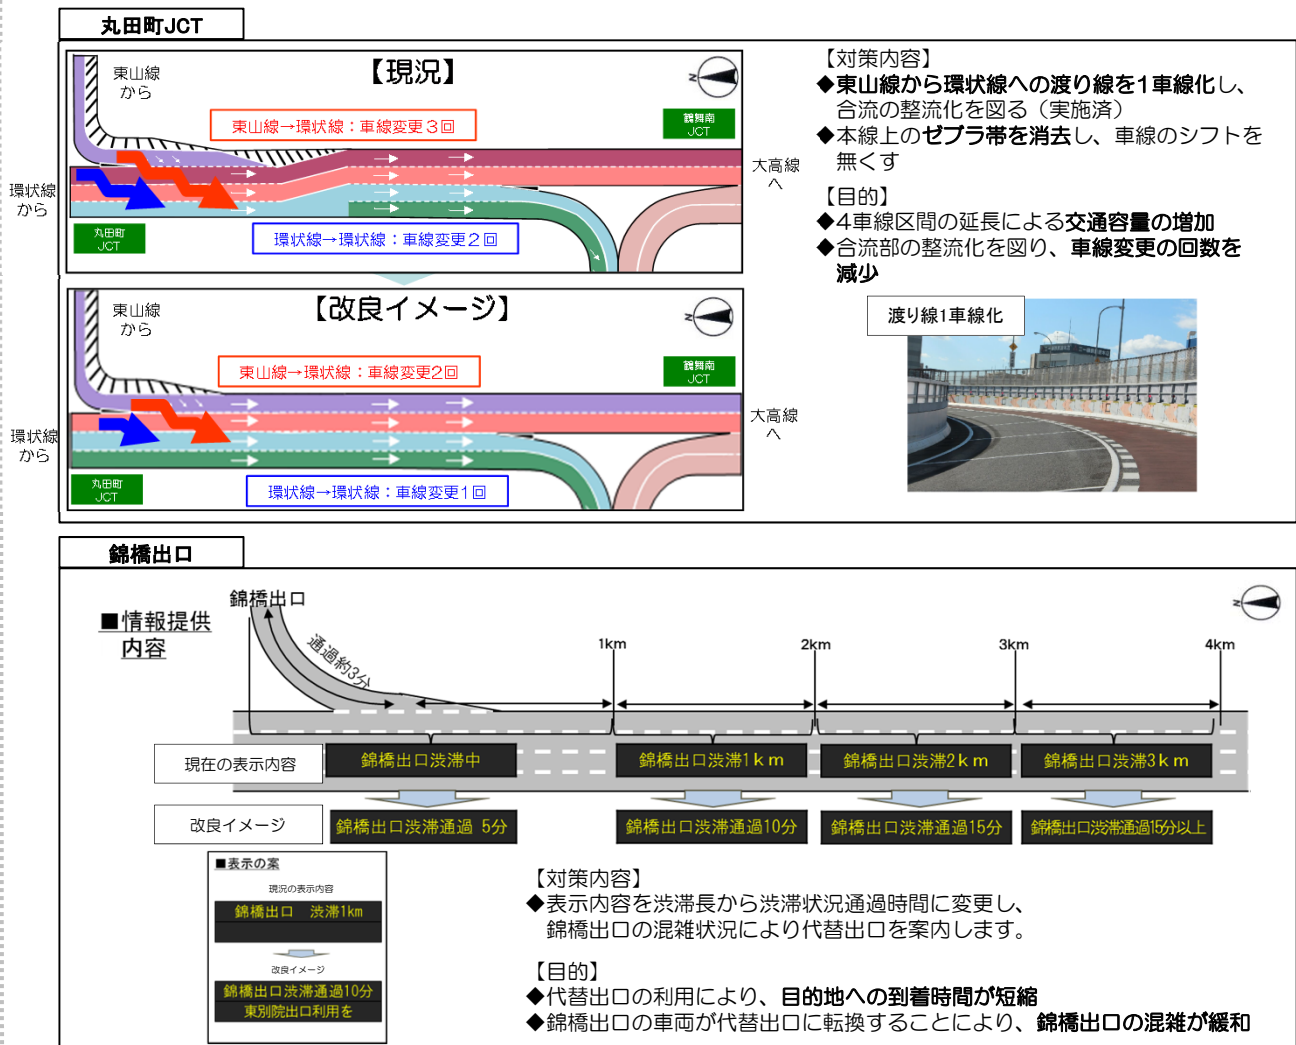 丸田町JCT
【現況】
東山線
から
東山線→環状線：車線変更３回
鶴舞南
JCT
環状線
から
大高線
へ
丸田町
JCT
環状線→環状線：車線変更２回
【改良イメージ】
東山線
から
東山線→環状線：車線変更2回
鶴舞南
JCT
環状線
から
大高線
へ
丸田町
JCT
環状線→環状線：車線変更1回
【対策内容】
◆東山線から環状線への渡り線を1車線化し、
合流の整流化を図る（実施済）
◆本線上のゼブラ帯を消去し、車線のシフトを
無くす
【目的】
◆4車線区間の延長による交通容量の増加
◆合流部の整流化を図り、車線変更の回数を
減少
渡り線1車線化
錦橋出口
■情報提供
内容
錦橋出口
通過約3分
1km
2km
3km
4km
現在の表示内容
錦橋出口渋滞中
錦橋出口渋滞1ｋｍ
錦橋出口渋滞2ｋｍ
錦橋出口渋滞3ｋｍ
改良イメージ
錦橋出口渋滞通過 5分
錦橋出口渋滞通過10分
錦橋出口渋滞通過15分
錦橋出口渋滞通過15分以上
■表示の案
現況の表示内容
錦橋出口　渋滞1km
改良イメージ
錦橋出口渋滞通過10分
東別院出口利用を
【対策内容】
◆表示内容を渋滞長から渋滞状況通過時間に変更し、
錦橋出口の混雑状況により代替出口を案内します。
【目的】
◆代替出口の利用により、目的地への到着時間が短縮
◆錦橋出口の車両が代替出口に転換することにより、錦橋出口の混雑が緩和